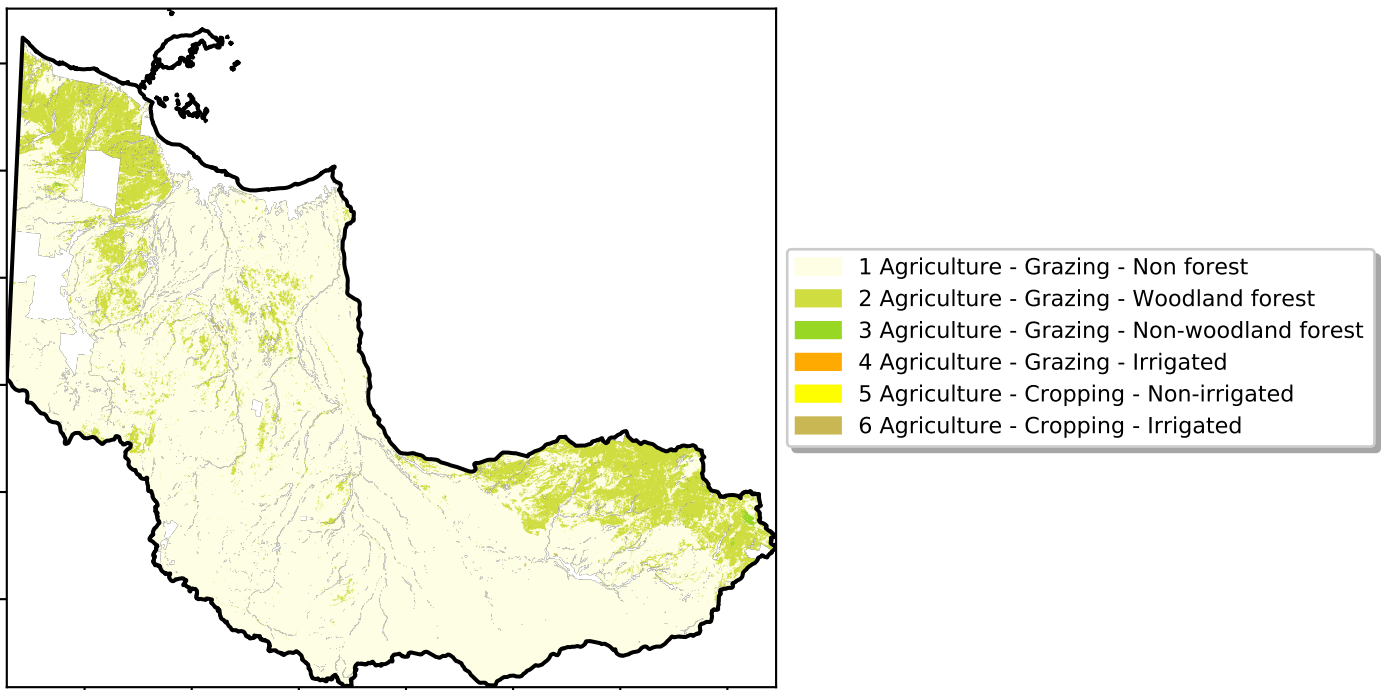 1 Agriculture - Grazing - Non forest
2 Agriculture - Grazing - Woodland forest
3 Agriculture - Grazing - Non-woodland forest
4 Agriculture - Grazing - Irrigated
5 Agriculture - Cropping - Non-irrigated
6 Agriculture - Cropping - Irrigated